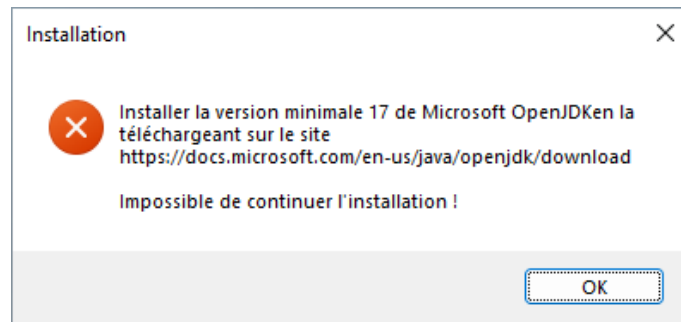 Installation
Installer la version minimale 17 de Microsoft OpenJDKen la
téléchargeant sur le site
https://docs.microsoft.com/en-us/java/openjdk/download
Impossible de continuer l'installation !
OK